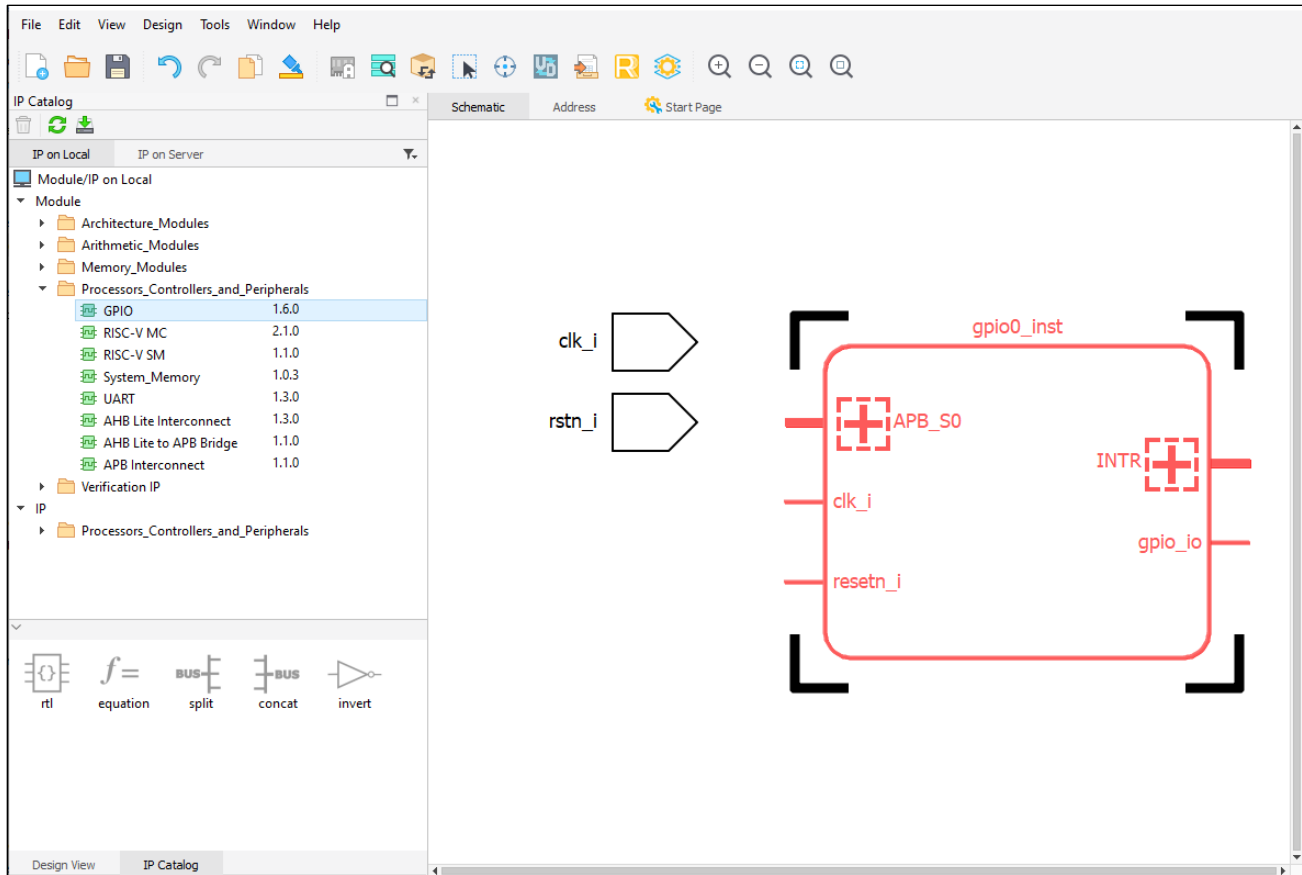 File Edit View Design Tools Window Help
IP Catalog
Schematic Address Start Page
IP on Local IP on Server
Module/IP on Local
Module
Architecture_Modules
Arithmetic_Modules
Memory_Modules
Processors_Controllers_and_Peripherals
GPIO 1.6.0
RISC-V MC 2.1.0
RISC-V SM 1.1.0
System_Memory 1.0.3
UART 1.3.0
AHB Lite Interconnect 1.3.0
AHB Lite to APB Bridge 1.1.0
APB Interconnect 1.1.0
Verification IP
IP
Processors_Controllers_and_Peripherals
{} f= BUS BUS
rtl equation split concat invert
Design View IP Catalog
clk_i
rstn_i
gpio0_inst
APB_S0
INTR
clk_i
gpio_io
resetn_i
R